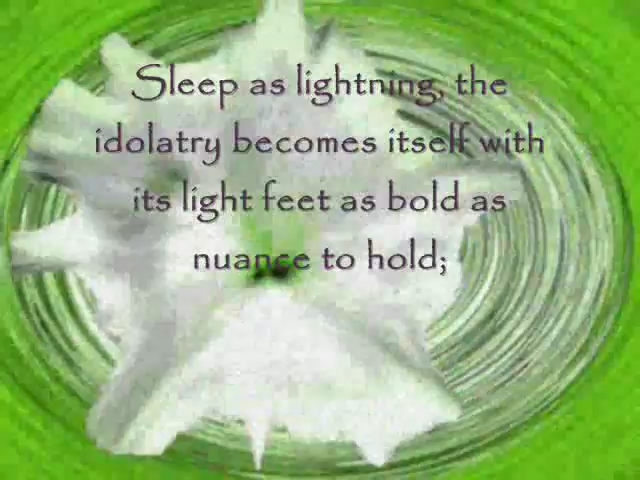 Sleep as lightning, the
idolatry becomes itself with
its light feet as bold as
nuance to hold;